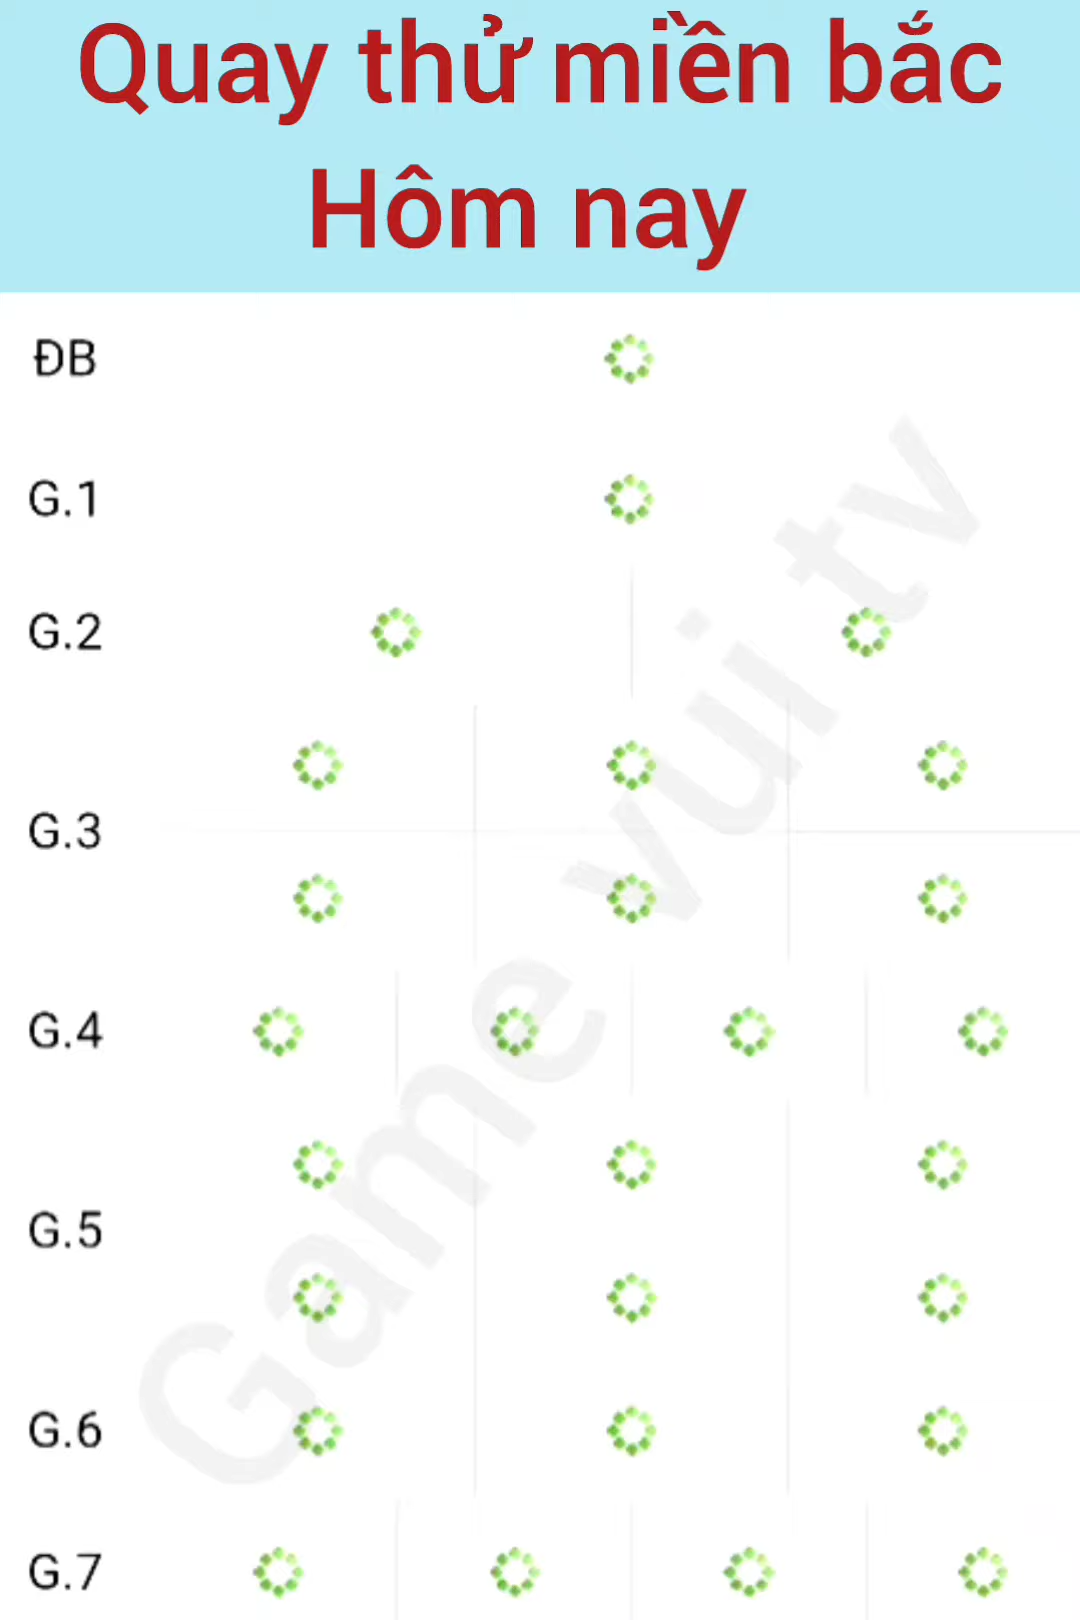 Quay thử miền bắc
Hôm nay
ĐB
G.1
G.2
G.3
G.4
G.5
G.6
G.7
Game vui tv